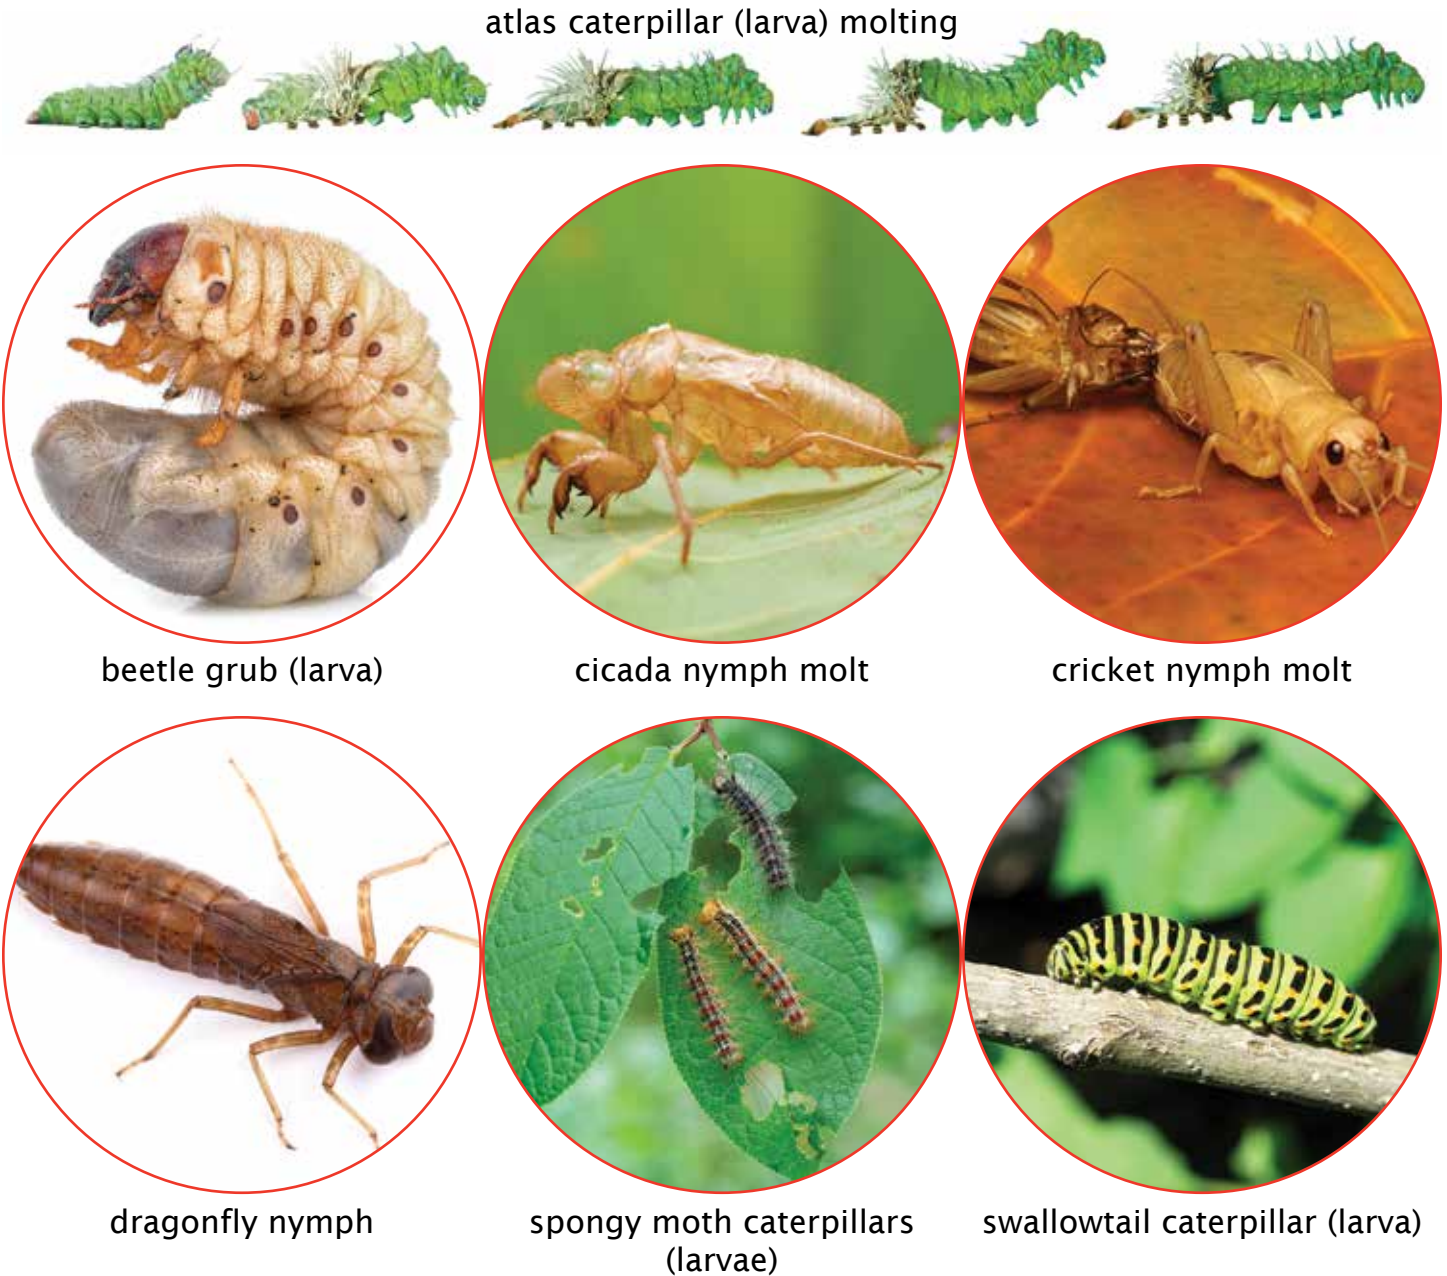 atlas caterpillar (larva) molting
beetle grub (larva)
cicada nymph molt
cricket nymph molt
dragonfly nymph
spongy moth caterpillars
(larvae)
swallowtail caterpillar (larva)